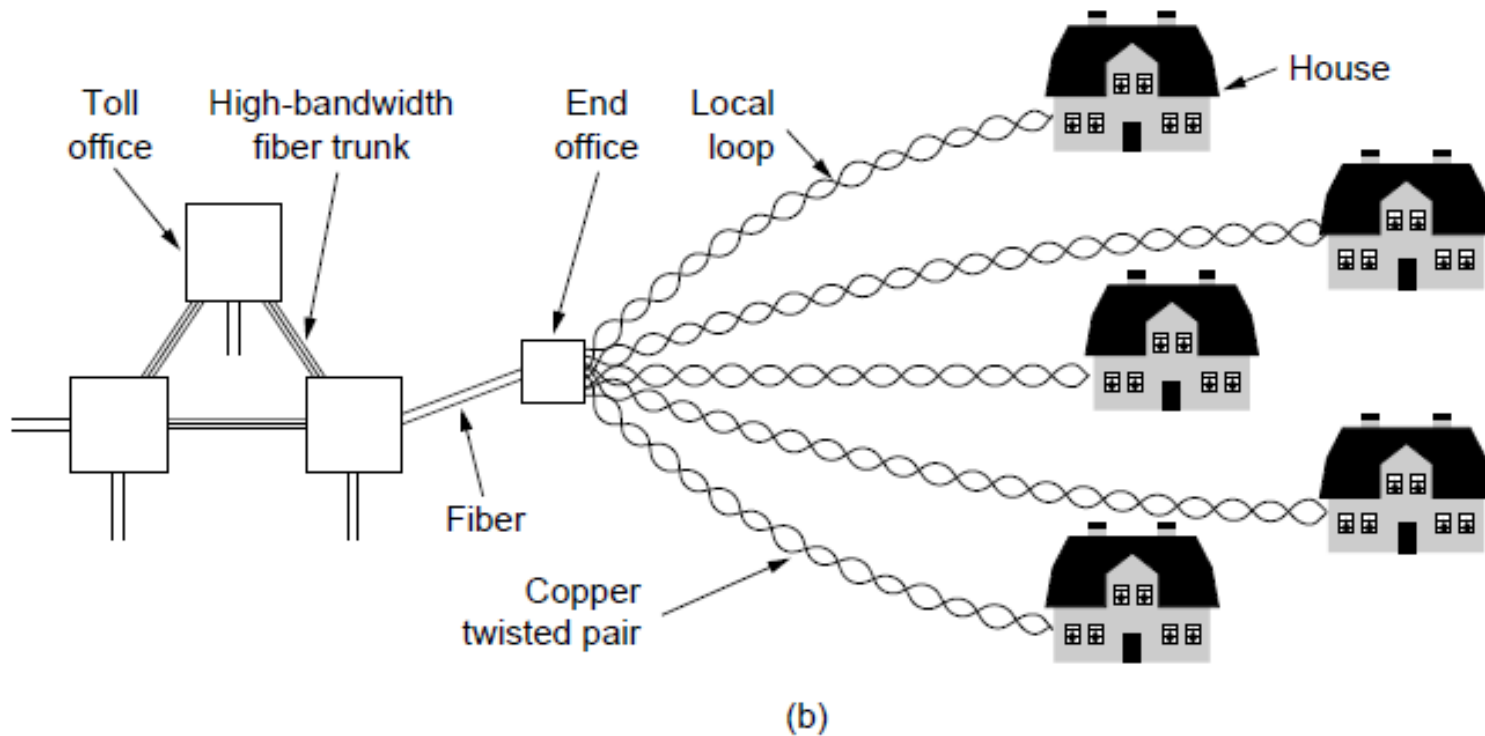 Toll
office
High-bandwidth
fiber trunk
End
office
Local
loop
House
Fiber
Copper
twisted pair
(b)